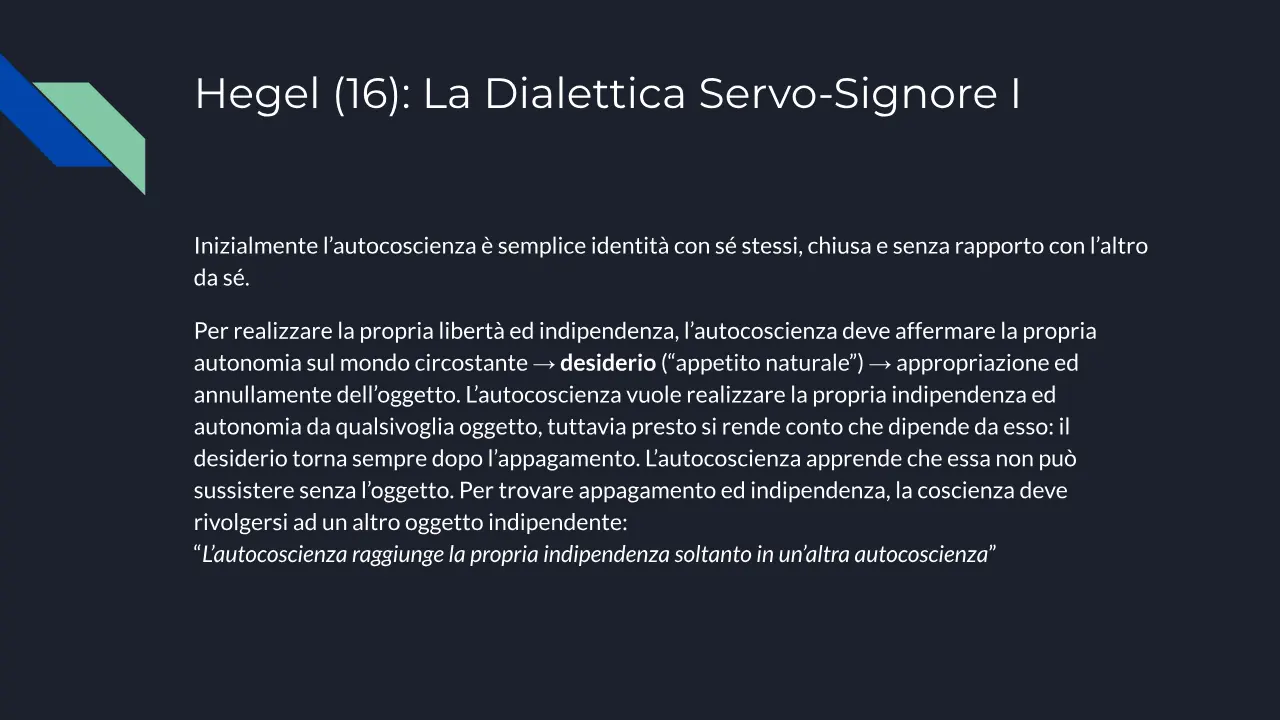 Hegel (16): La Dialettica Servo-Signore I
Inizialmente l’autocoscienza è semplice identità con sé stessi, chiusa e senza rapporto con l’altro
da sé.
Per realizzare la propria libertà ed indipendenza, l’autocoscienza deve affermare la propria
autonomia sul mondo circostante → desiderio (“appetito naturale”) → appropriazione ed
annullamente dell’oggetto. L’autocoscienza vuole realizzare la propria indipendenza ed
autonomia da qualsivoglia oggetto, tuttavia presto si rende conto che dipende da esso: il
desiderio torna sempre dopo l’appagamento. L’autocoscienza apprende che essa non può
sussistere senza l’oggetto. Per trovare appagamento ed indipendenza, la coscienza deve
rivolgersi ad un altro oggetto indipendente:
“L’autocoscienza raggiunge la propria indipendenza soltanto in un’altra autocoscienza”